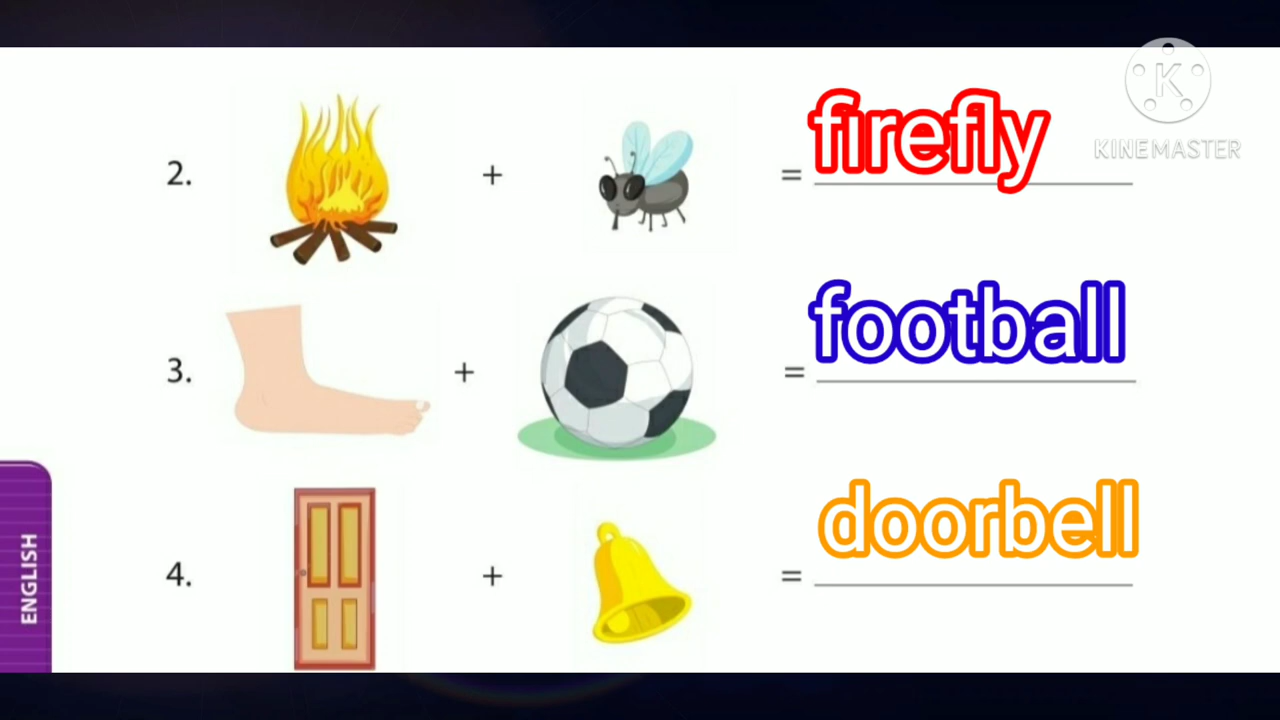 K
KINEMASTER
2. + = firefly
3. + = football
4. + = doorbell
ENGLISH